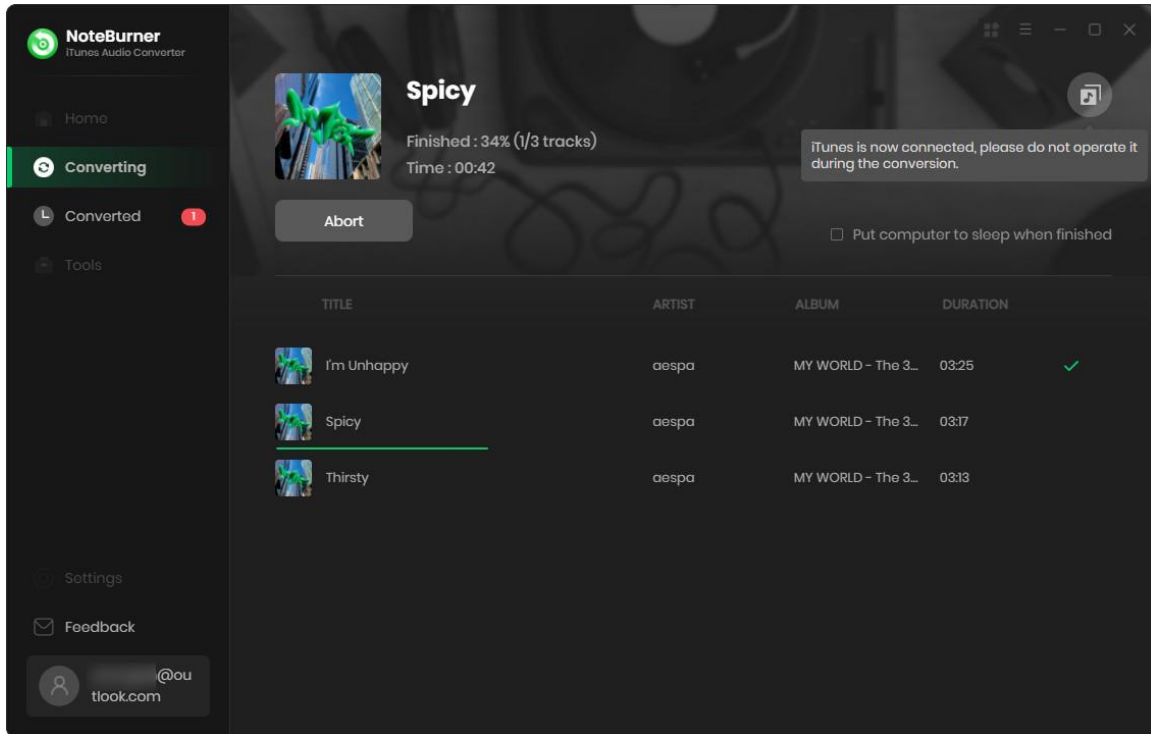 NoteBurner
iTunes Audio Converter
Home
Converting
Converted 1
Tools
Settings
Feedback
@ou
tlook.com
Spicy
Finished : 34% (1/3 tracks)
Time : 00:42
Abort
iTunes is now connected, please do not operate it
during the conversion.
Put computer to sleep when finished
TITLE ARTIST ALBUM DURATION
I'm Unhappy aespa MY WORLD - The 3... 03:25
Spicy aespa MY WORLD - The 3... 03:17
Thirsty aespa MY WORLD - The 3... 03:13